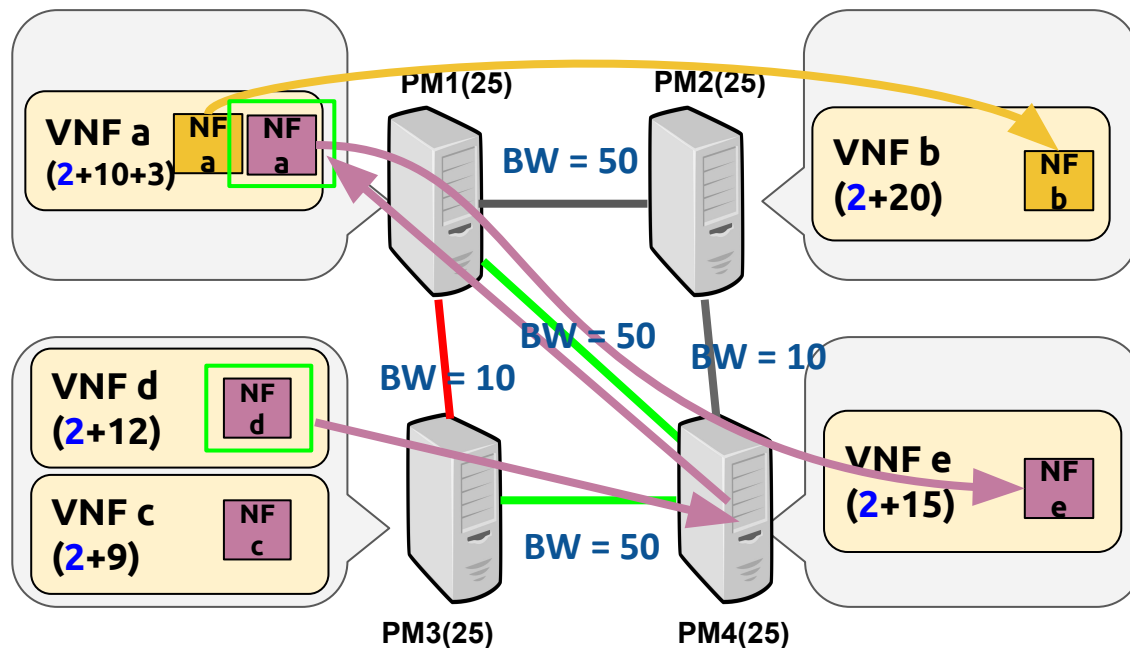 PM1(25)
PM2(25)
VNF a
(2+10+3)
NF
a
NF
a
BW = 50
VNF b
(2+20)
NF
b
BW = 50
BW = 10
BW = 10
VNF d
(2+12)
NF
d
VNF c
(2+9)
NF
c
VNF e
(2+15)
NF
e
BW = 50
PM3(25)
PM4(25)